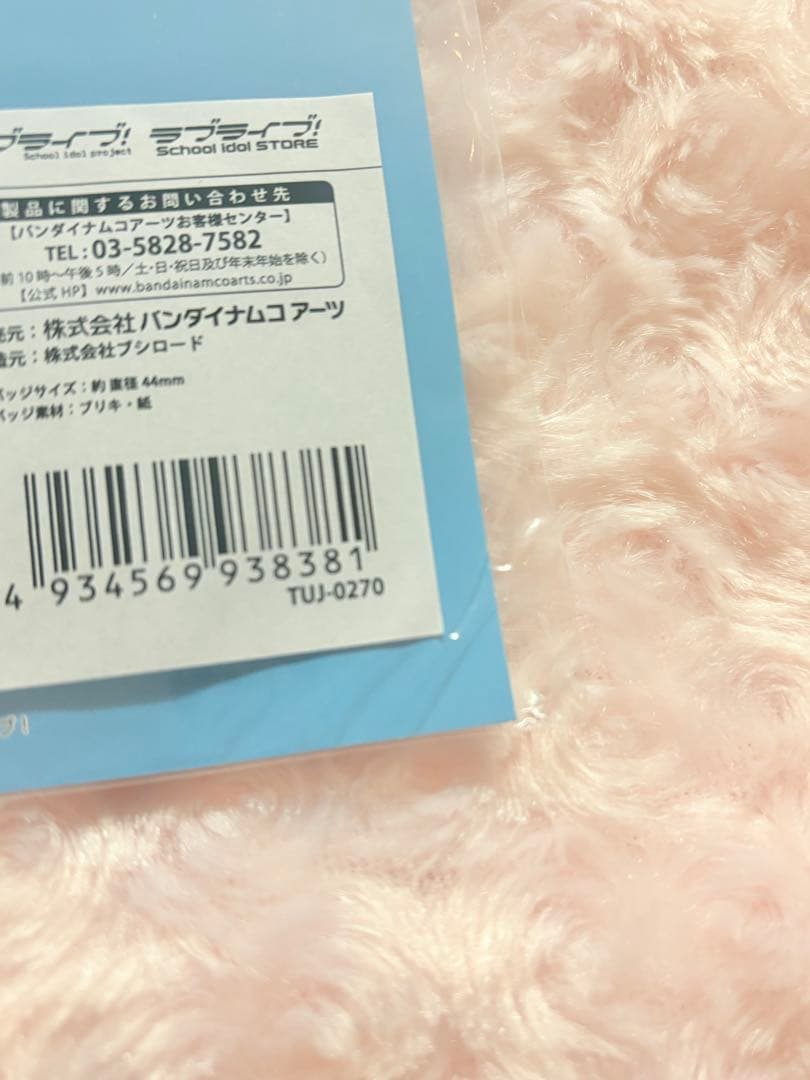 ブライブ! ラブライブ!
School idol project School idol STORE
製品に関するお問い合わせ先
【バンダイナムコアーツお客様センター】
TEL:03-5828-7582
前10時〜午後5時/土・日・祝日及び年末年始を除く)
【公式HP】www.bandainamcoarts.co.jp
売元:株式会社バンダイナムコアーツ
造元:株式会社ブシロード
バッジサイズ:約 直径 44mm
バッジ素材:ブリキ・紙
4 934569 938381
TUJ-0270
ブ!